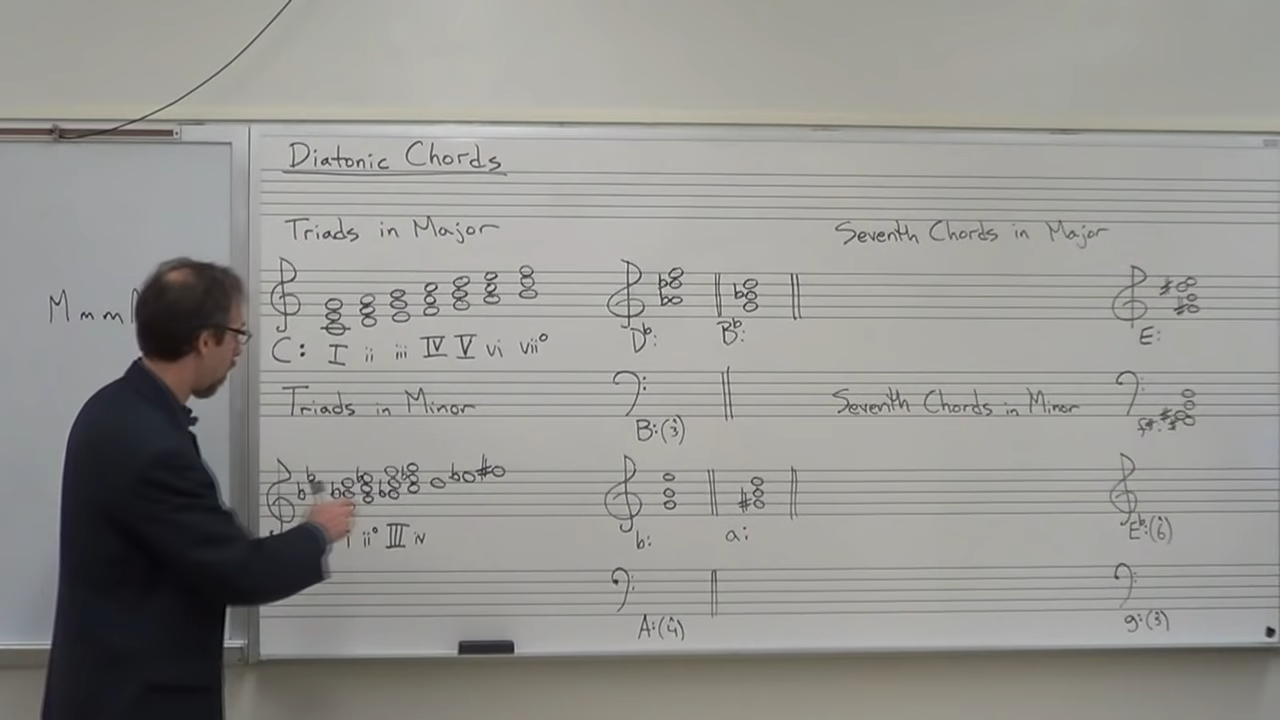 Diatonic Chords
Triads in Major
Seventh Chords in Major
C: I ii iii IV V vi vii°
D♭: B♭:
E:
M m m
Triads in Minor
Seventh Chords in Minor
B:(3̂)
f#:
i ii° III iv
b: a:
E♭:(6̂)
A:(4̂)
g:(3̂)